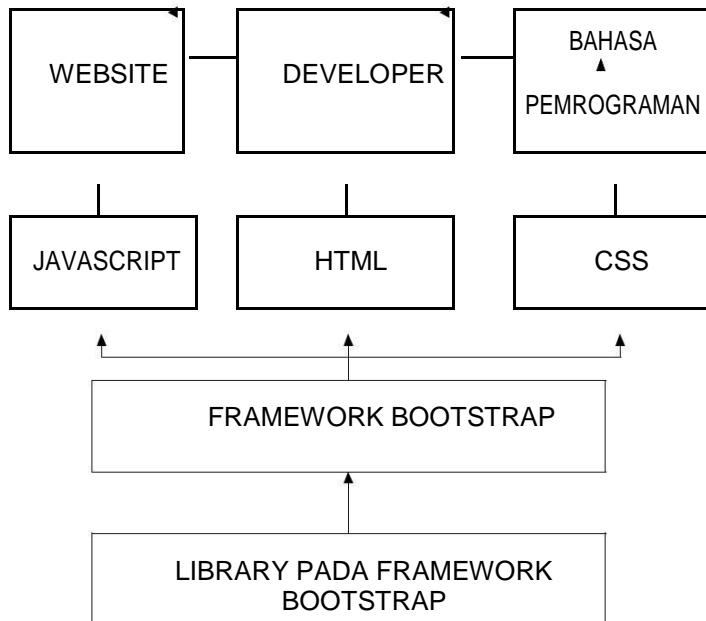 WEBSITE
DEVELOPER
BAHASA
PEMROGRAMAN
JAVASCRIPT
HTML
CSS
FRAMEWORK BOOTSTRAP
LIBRARY PADA FRAMEWORK
BOOTSTRAP